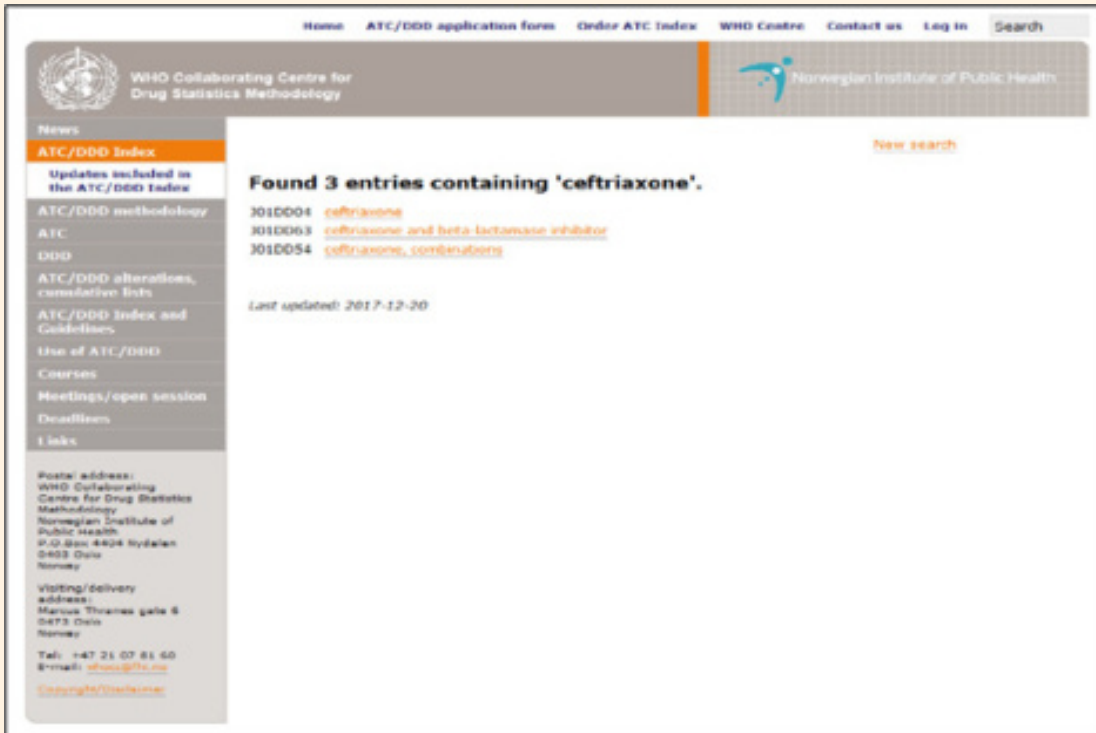 Home ATC/DDD application form Order ATC Index WHO Centre Contact us Log in Search
WHO Collaborating Centre for
Drug Statistics Methodology
Norwegian Institute of Public Health
News
ATC/DDD Index
Updates included in
the ATC/DDD Index
ATC/DDD methodology
ATC
DDD
ATC/DDD alterations,
cumulative lists
ATC/DDD Index and
Guidelines
Use of ATC/DDD
Courses
Meetings/open session
Deadlines
Links
Postal address:
WHO Collaborating
Centre for Drug Statistics
Methodology
Norwegian Institute of
Public Health
P.O.Box 4404 Nydalen
0403 Oslo
Norway
Visiting/delivery
address:
Marcus Thranes gate 6
0473 Oslo
Norway
Tel: +47 21 07 81 60
E-mail:
Copyright/Disclaimer
New search
Found 3 entries containing 'ceftriaxone'.
J01DD04 ceftriaxone
J01DD63 ceftriaxone and beta-lactamase inhibitor
J01DD54 ceftriaxone, combinations
Last updated: 2017-12-20